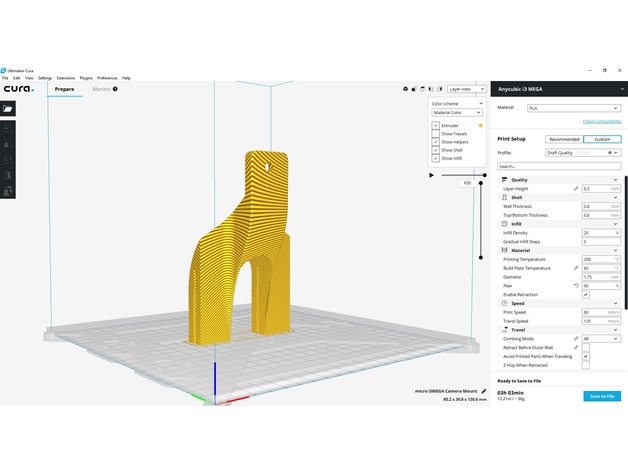 Ultimaker Cura
File Edit View Settings Extensions Plugins Preferences Help
cura.
Prepare
Monitor
Layer view
Color scheme
Material Color
Extruder
Show Travels
Show Helpers
Show Shell
Show Infill
650
Anycubic i3 MEGA
Material PLA
Check compatibility
Print Setup Recommended Custom
Profile: Draft Quality
Search...
Quality
Layer Height 0.2 mm
Shell
Wall Thickness 0.8 mm
Top/Bottom Thickness 0.8 mm
Infill
Infill Density 20 %
Gradual Infill Steps 0
Material
Printing Temperature 200 °C
Build Plate Temperature 60 °C
Diameter 1.75 mm
Flow 95 %
Enable Retraction
Speed
Print Speed 60 mm/s
Travel Speed 120 mm/s
Travel
Combing Mode All
Retract Before Outer Wall
Avoid Printed Parts When Traveling
Z Hop When Retracted
micro i3MEGA Camera Mount
80.2 x 39.8 x 130.0 mm
Ready to Save to File
03h 03min
12.21m / ~ 36g
Save to File